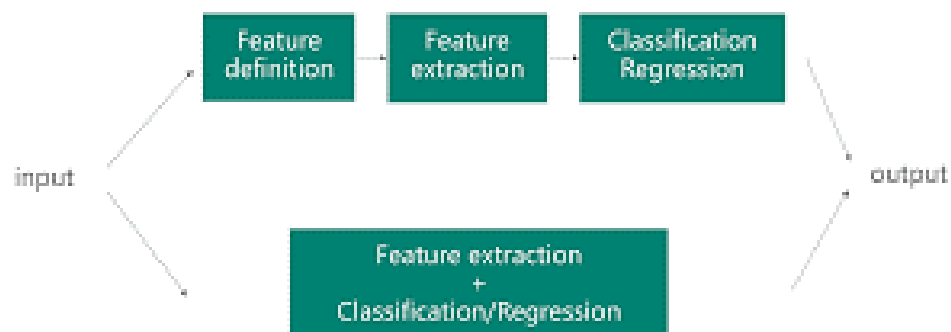 Feature
definition
Feature
extraction
Classification
Regression
input
output
Feature extraction
+
Classification/Regression